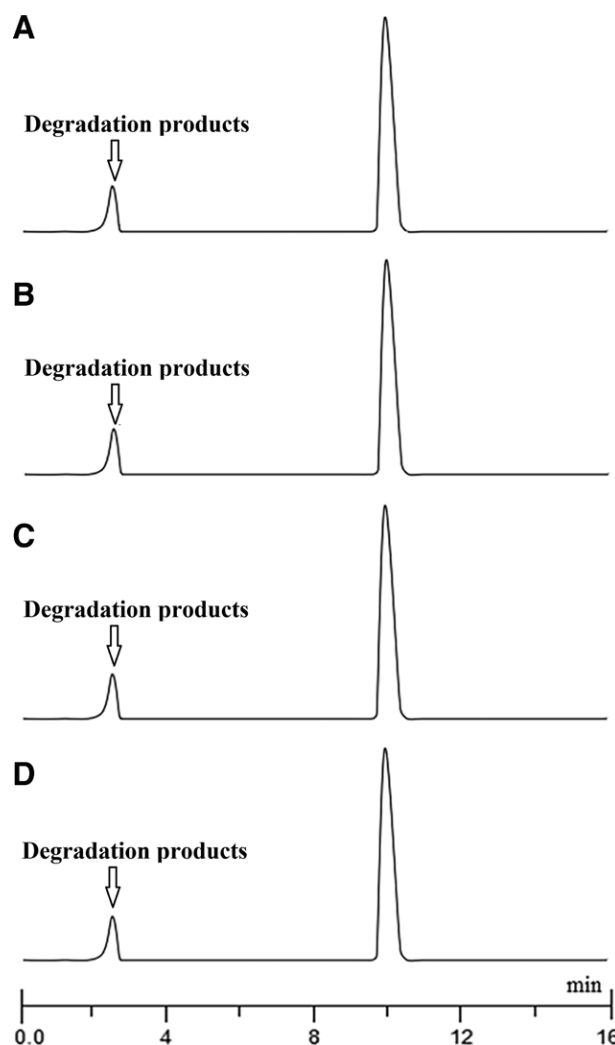 A
Degradation products
B
Degradation products
C
Degradation products
D
Degradation products
min
0.0 4 8 12 16